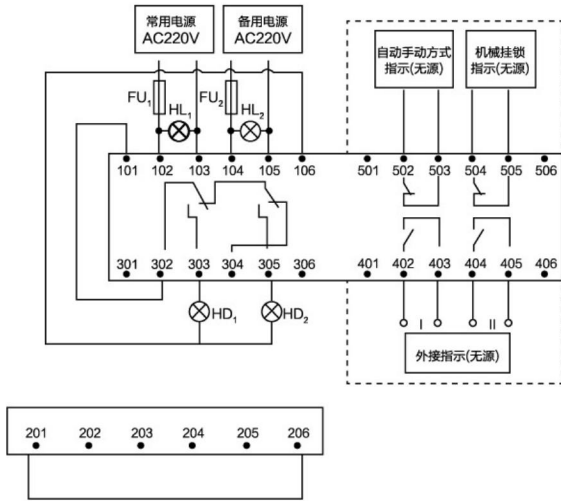 常用电源
AC220V
备用电源
AC220V
自动手动方式
指示(无源)
机械挂锁
指示(无源)
FU₁
HL₁
FU₂
HL₂
101 102 103 104 105 106 501 502 503 504 505 506
301 302 303 304 305 306 401 402 403 404 405 406
HD₁
HD₂
I
II
外接指示(无源)
201 202 203 204 205 206